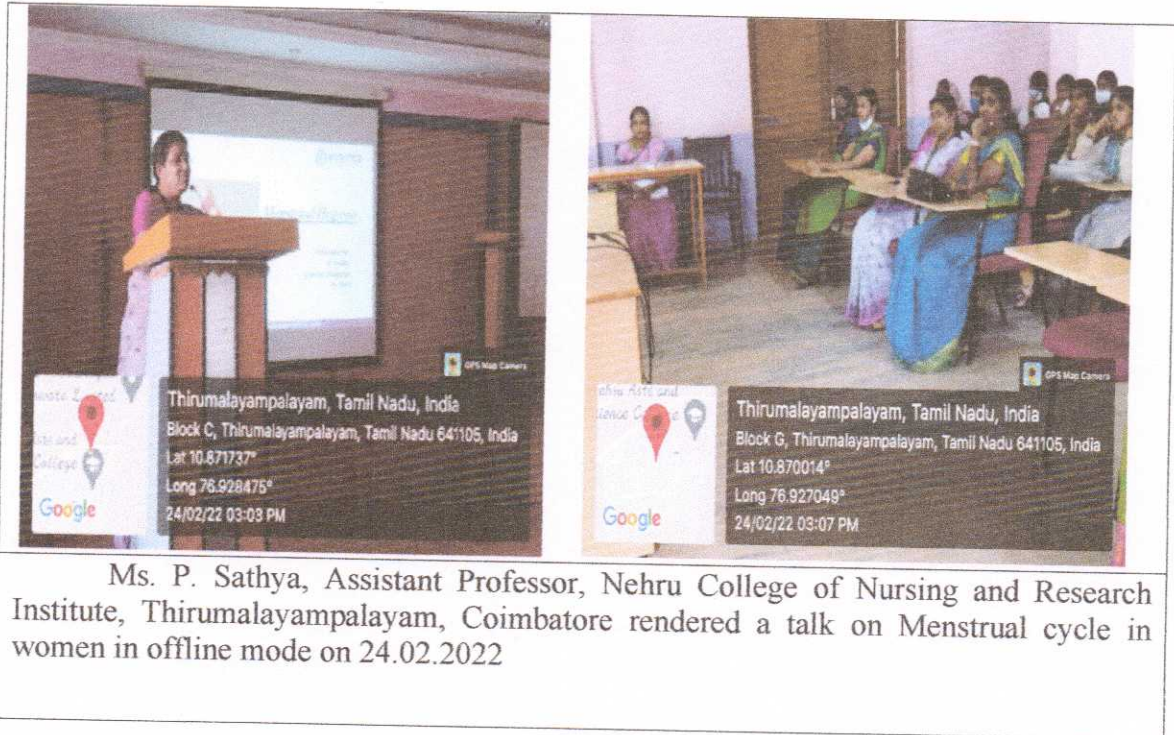 GPS Map Camera
Thirumalayampalayam, Tamil Nadu, India
Block C, Thirumalayampalayam, Tamil Nadu 641105, India
Lat 10.871737°
Long 76.928475°
24/02/22 03:03 PM
Google
GPS Map Camera
Thirumalayampalayam, Tamil Nadu, India
Block G, Thirumalayampalayam, Tamil Nadu 641105, India
Lat 10.870014°
Long 76.927049°
24/02/22 03:07 PM
Google
Ms. P. Sathya, Assistant Professor, Nehru College of Nursing and Research
Institute, Thirumalayampalayam, Coimbatore rendered a talk on Menstrual cycle in
women in offline mode on 24.02.2022